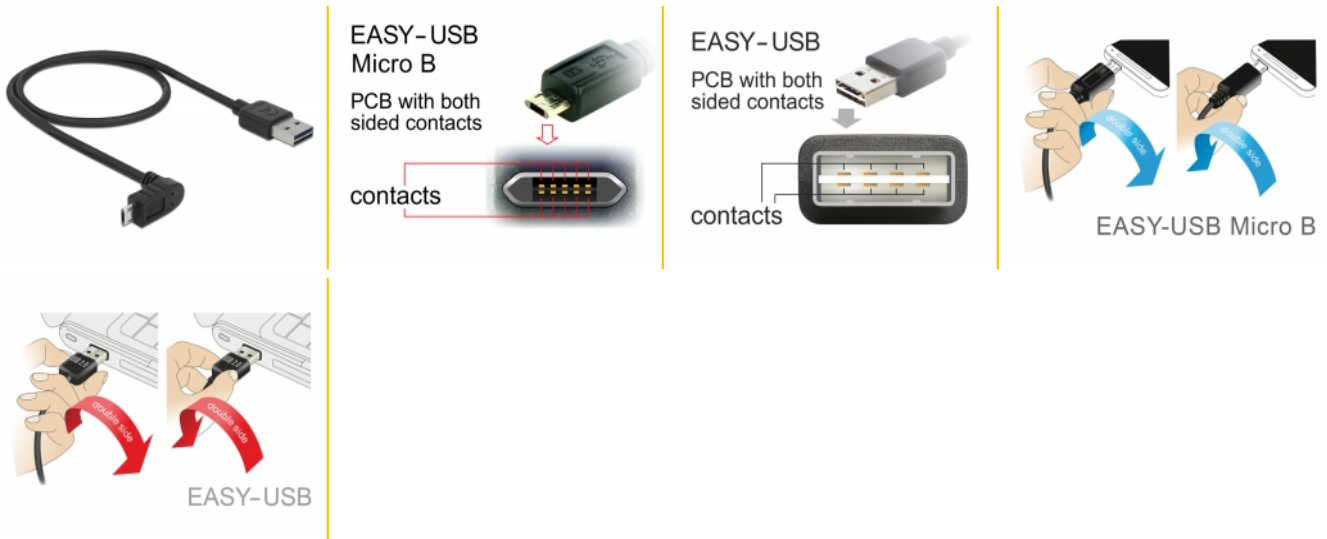 EASY-USB
Micro B
PCB with both
sided contacts
contacts
EASY-USB
PCB with both
sided contacts
contacts
double side
double side
EASY-USB Micro B
double side
double side
EASY-USB